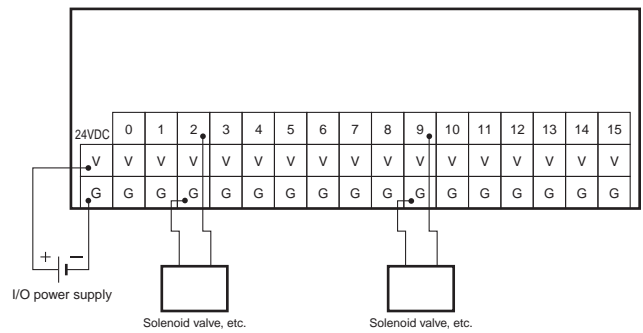 24VDC 0 1 2 3 4 5 6 7 8 9 10 11 12 13 14 15
V V V V V V V V V V V V V V V V V
G G G G G G G G G G G G G G G G G
+ −
I/O power supply
Solenoid valve, etc. Solenoid valve, etc.